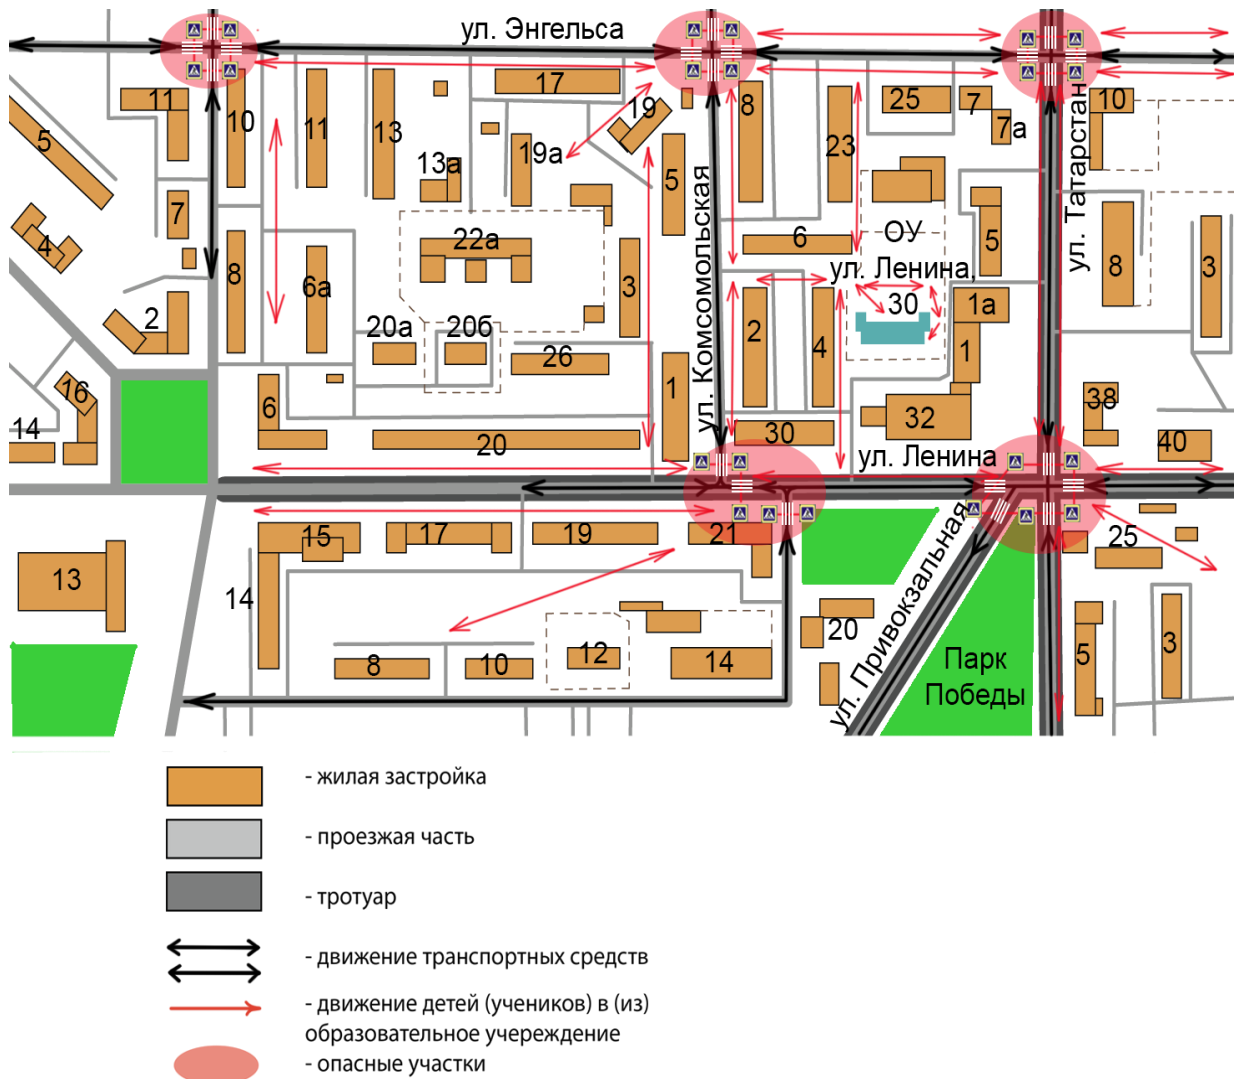 ул. Энгельса
11
10
5
7
4
8
2
16
14
11
13
17
19
19а
13а
5
22а
3
6а
20а
20б
26
1
6
20
ул. Комсомольская
8
23
25
7
7а
6
ОУ
ул. Ленина,
30
5
2
4
1а
1
30
32
ул. Ленина
ул. Татарстан
10
8
3
38
40
13
15
17
19
21
14
8
10
12
14
20
ул. Привокзальная
Парк
Победы
25
5
3
- жилая застройка
- проезжая часть
- тротуар
- движение транспортных средств
- движение детей (учеников) в (из)
образовательное учереждение
- опасные участки